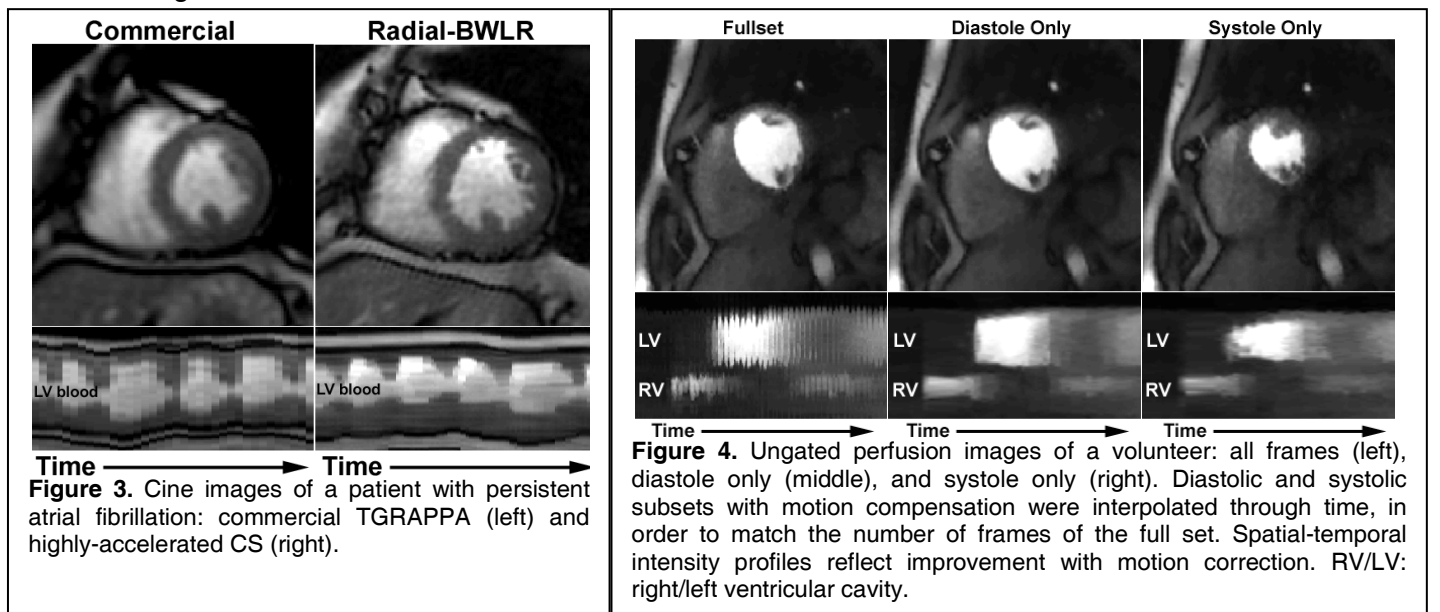 Commercial
Radial-BWLR
LV blood
LV blood
Time
Time
Figure 3. Cine images of a patient with persistent
atrial fibrillation: commercial TGRAPPA (left) and
highly-accelerated CS (right).
Fullset
Diastole Only
Systole Only
LV
LV
LV
RV
RV
RV
Time
Time
Time
Figure 4. Ungated perfusion images of a volunteer: all frames (left),
diastole only (middle), and systole only (right). Diastolic and systolic
subsets with motion compensation were interpolated through time, in
order to match the number of frames of the full set. Spatial-temporal
intensity profiles reflect improvement with motion correction. RV/LV:
right/left ventricular cavity.